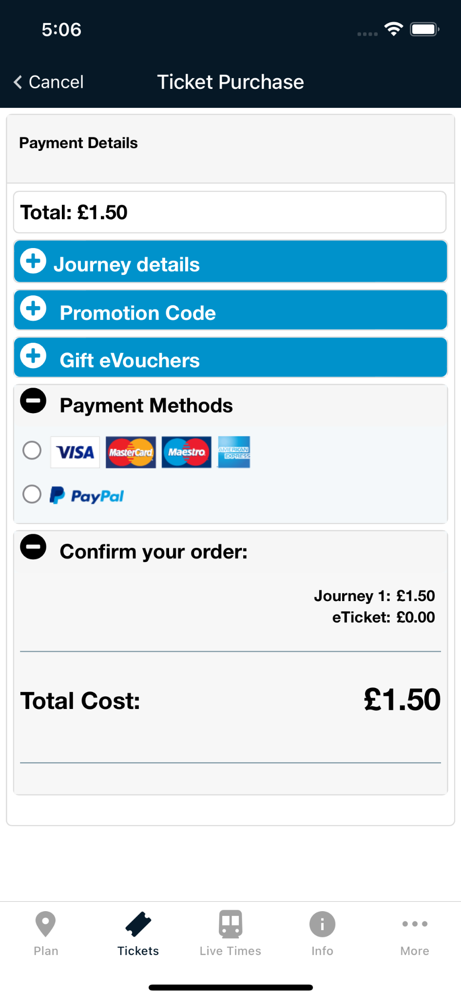 5:06
Cancel
Ticket Purchase
Payment Details
Total: £1.50
Journey details
Promotion Code
Gift eVouchers
Payment Methods
VISA MasterCard Maestro AMERICAN EXPRESS
PayPal
Confirm your order:
Journey 1: £1.50
eTicket: £0.00
Total Cost: £1.50
Plan Tickets Live Times Info More